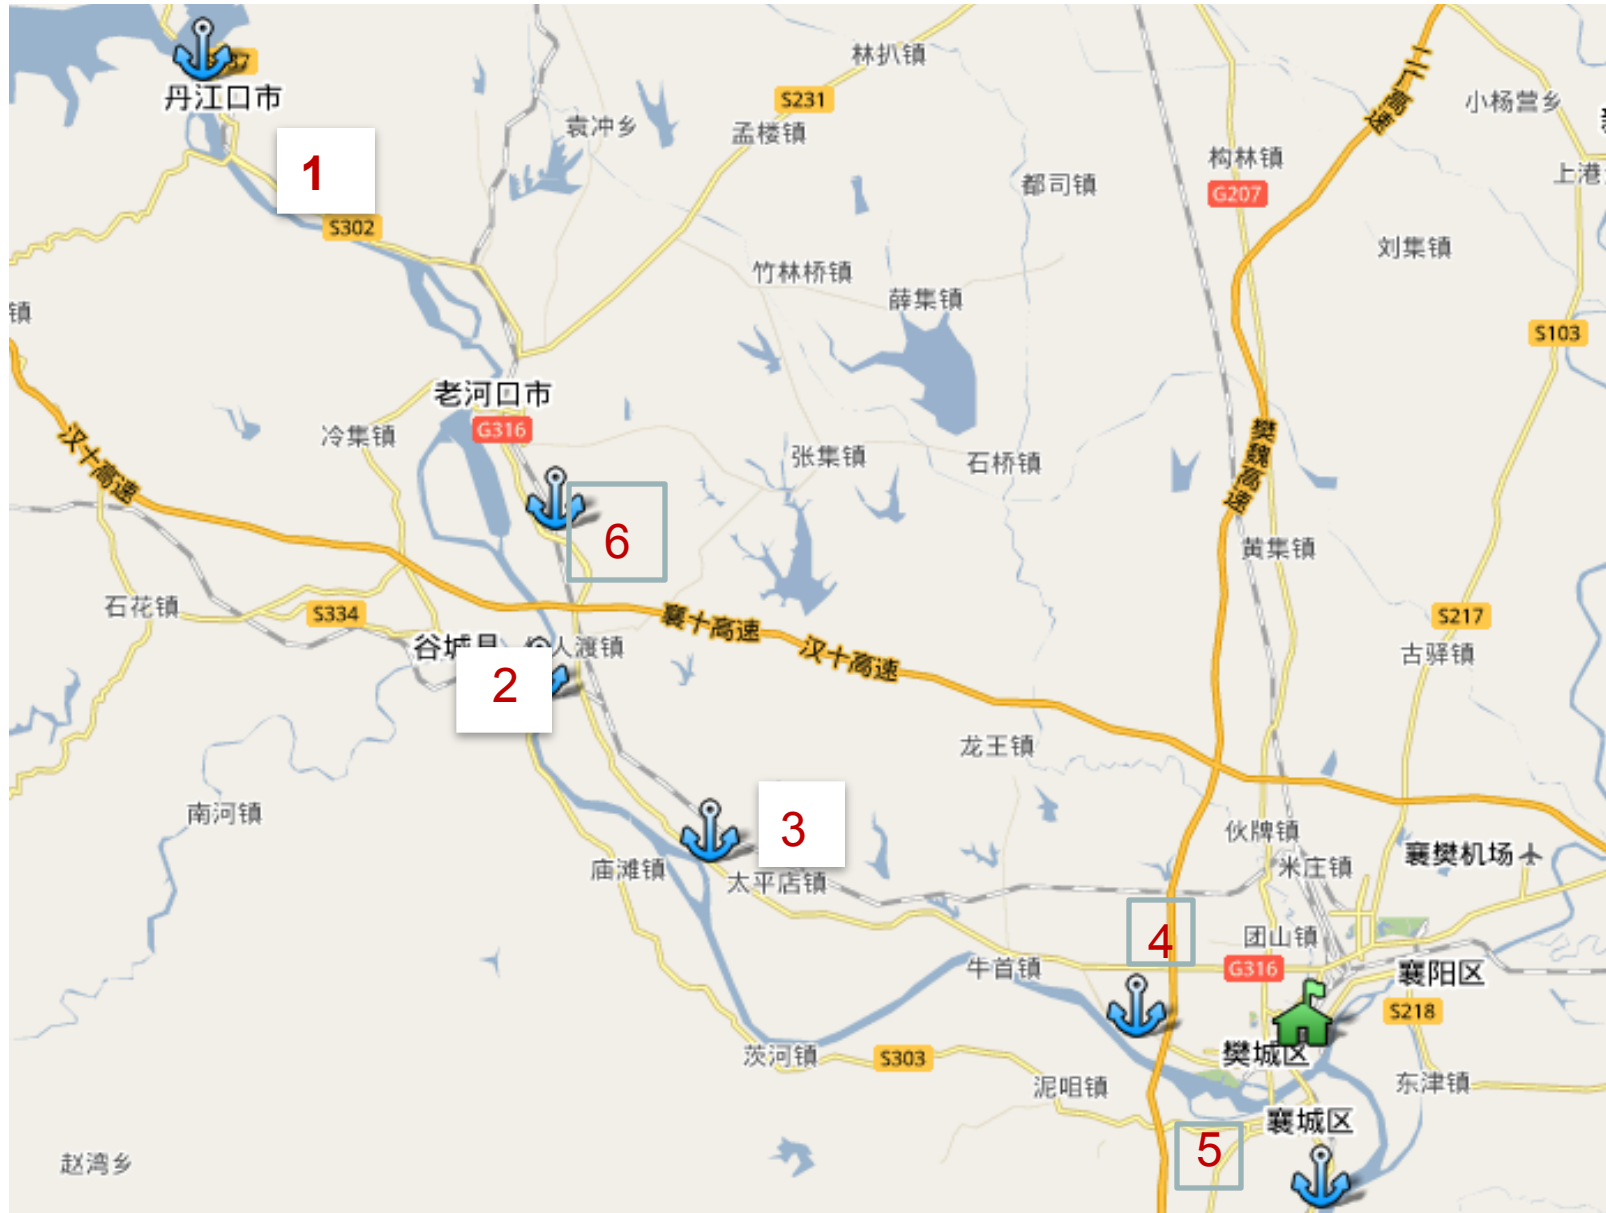 林扒镇
二广高速
丹江口市
S231
小杨营乡
袁冲乡
孟楼镇
1
构林镇
上港
都司镇
G207
S302
刘集镇
竹林桥镇
薛集镇
镇
S103
老河口市
G316
冷集镇
汉十高速
张集镇
石桥镇
樊魏高速
6
黄集镇
石花镇
S334
襄十高速
汉十高速
S217
谷城县
人渡镇
古驿镇
2
龙王镇
南河镇
3
伙牌镇
米庄镇
襄樊机场
庙滩镇
太平店镇
4
团山镇
牛首镇
G316
襄阳区
S218
茨河镇
S303
樊城区
泥咀镇
东津镇
襄城区
5
赵湾乡